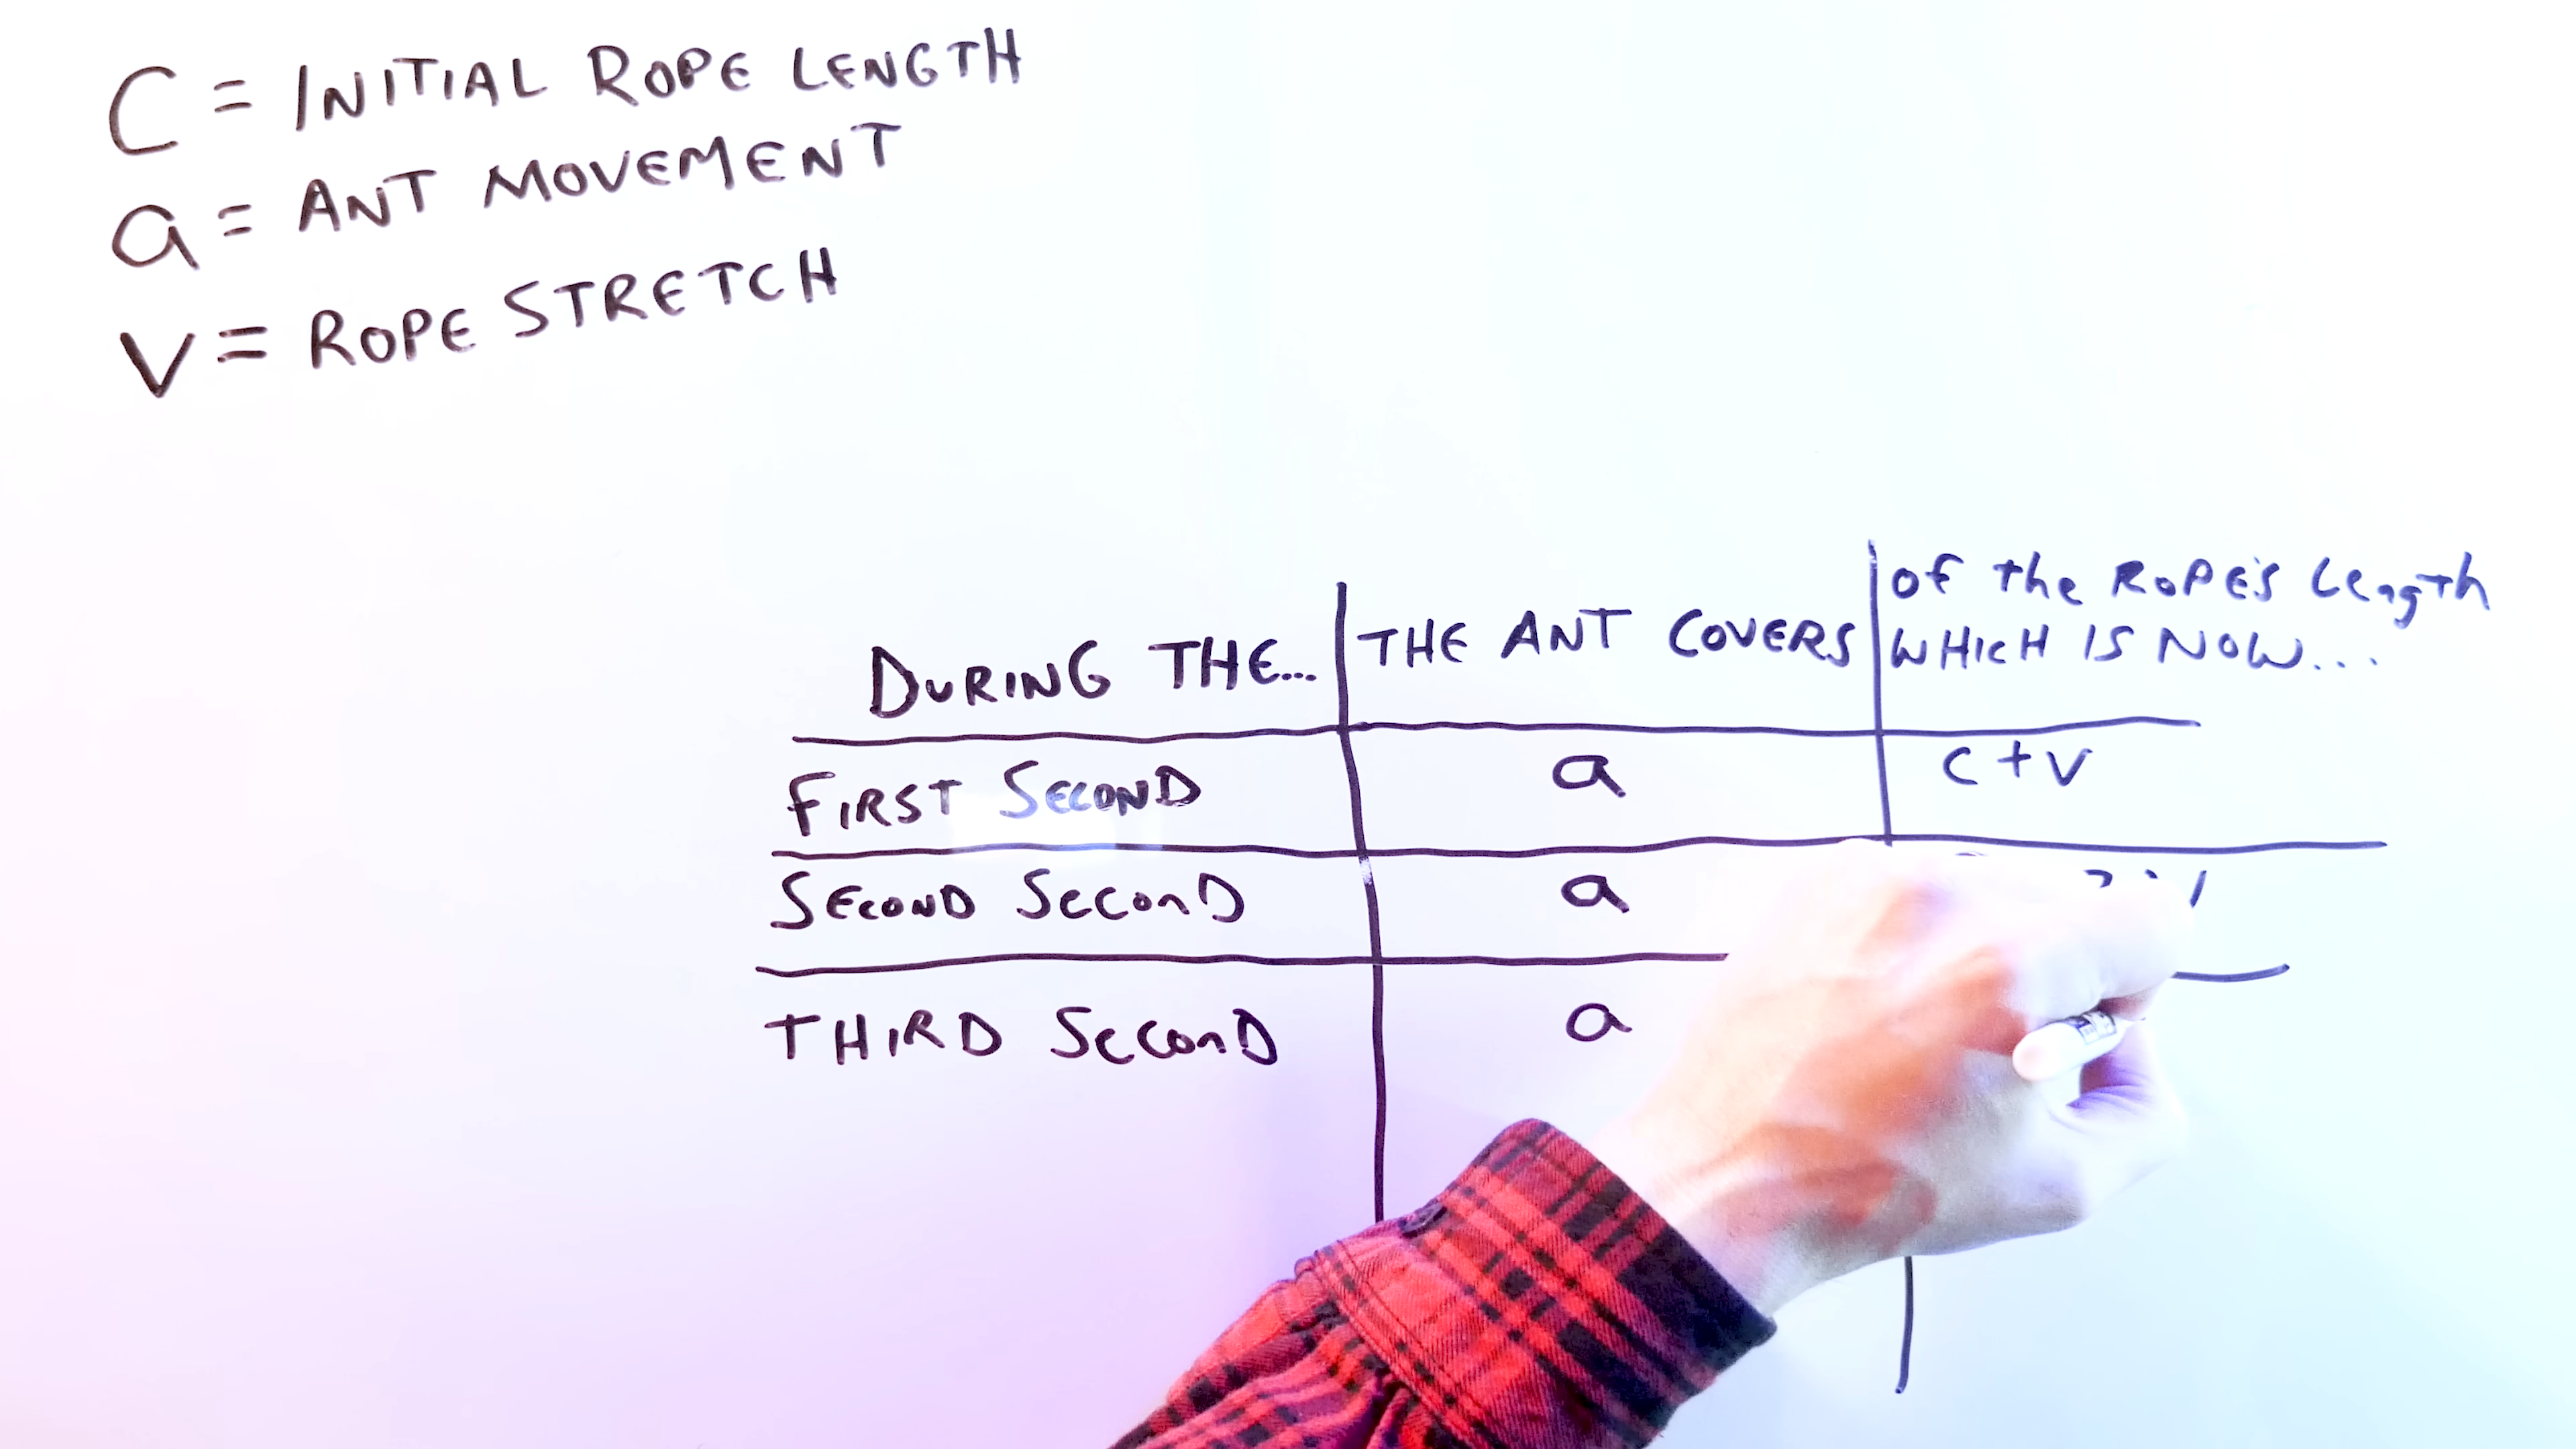 C = INITIAL ROPE LENGTH
a = ANT MOVEMENT
V = ROPE STRETCH
DURING THE... THE ANT COVERS of the ROPE'S Length WHICH IS NOW...
FIRST SECOND a C+V
SECOND SECOND a
THIRD SECOND a